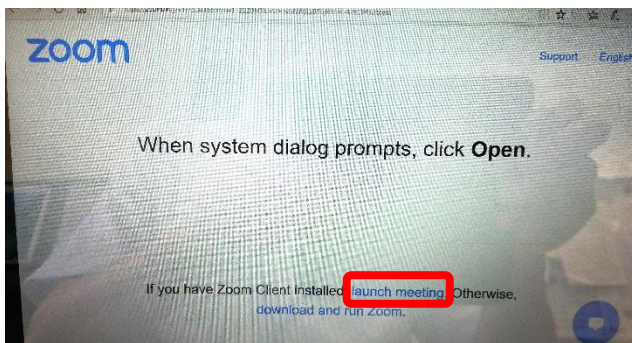 zoom
Support English
When system dialog prompts, click Open.
If you have Zoom Client installed, launch meeting. Otherwise,
download and run Zoom.